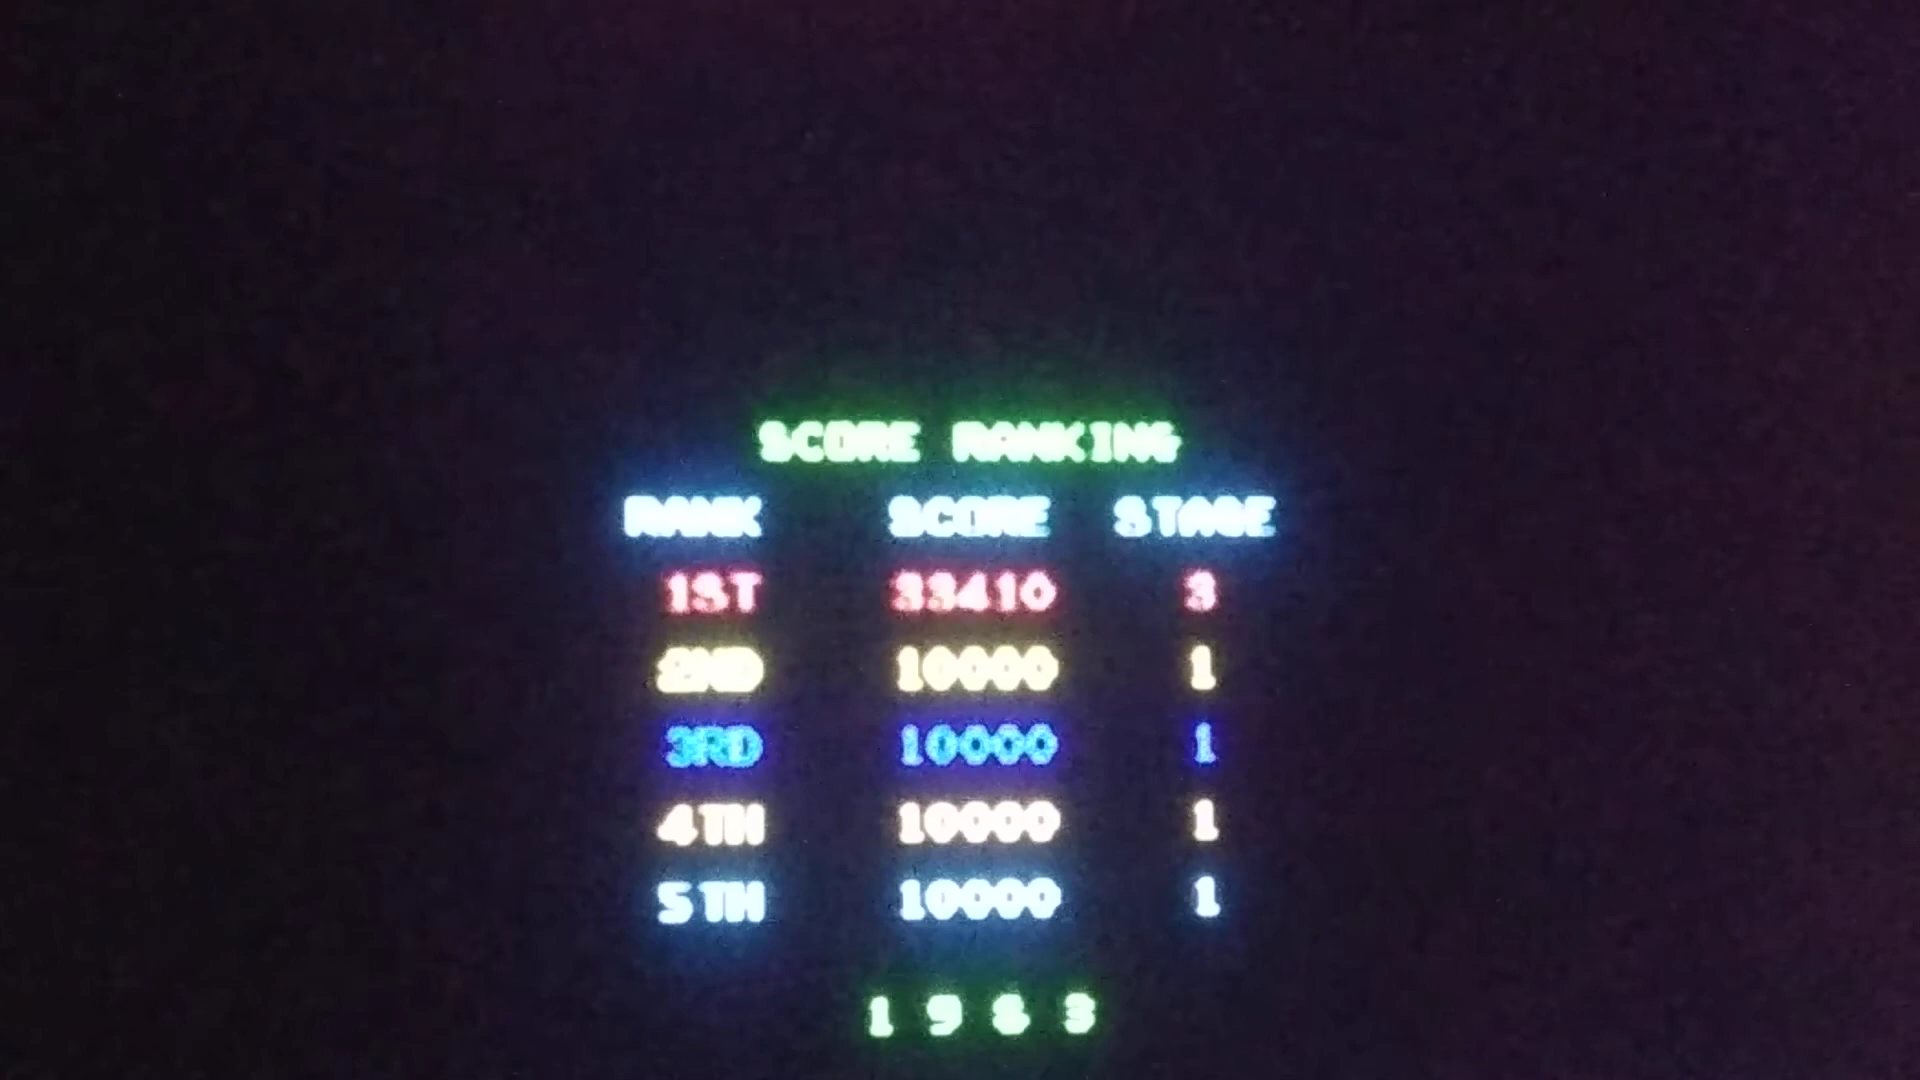 SCORE RANKING
RANK SCORE STAGE
1ST 33410 3
2ND 10000 1
3RD 10000 1
4TH 10000 1
5TH 10000 1
1983